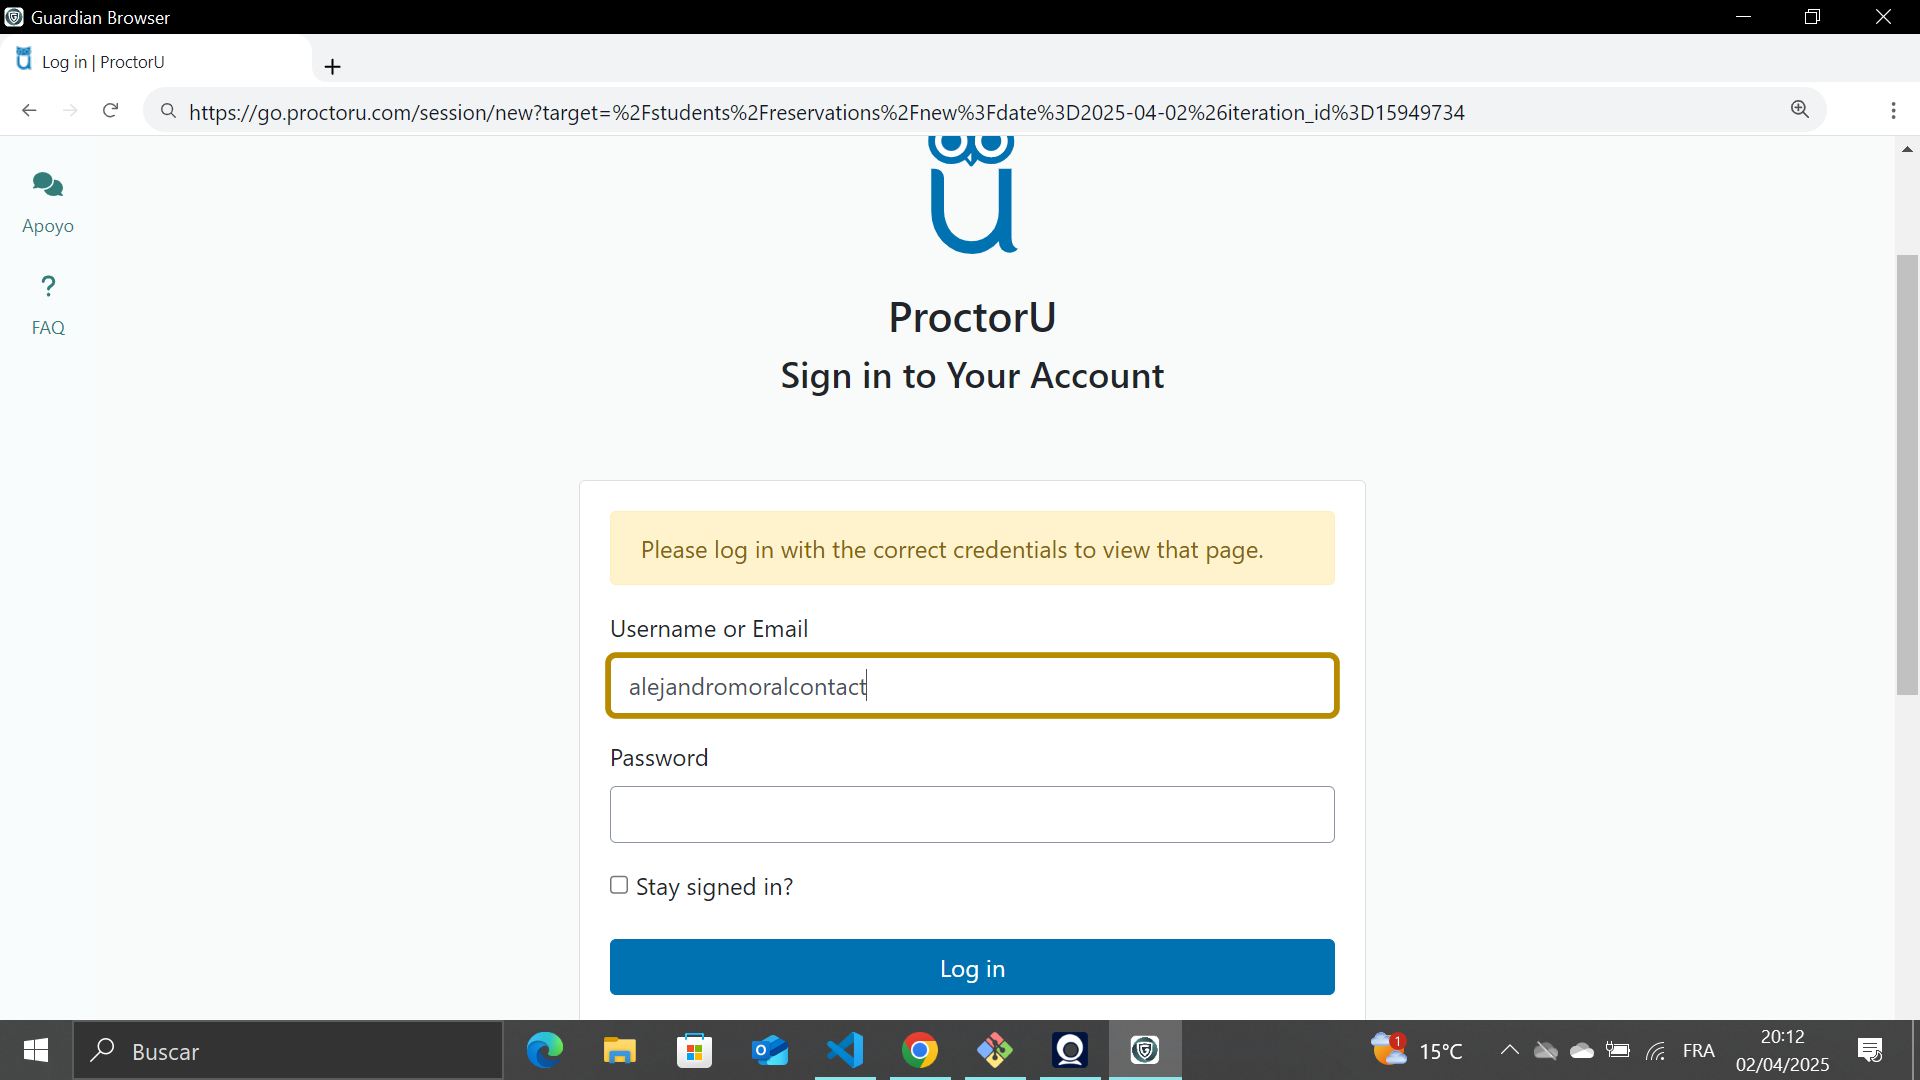 Guardian Browser
Log in | ProctorU
https://go.proctoru.com/session/new?target=%2Fstudents%2Freservations%2Fnew%3Fdate%3D2025-04-02%26iteration_id%3D15949734
Apoyo
?
FAQ
ProctorU
Sign in to Your Account
Please log in with the correct credentials to view that page.
Username or Email
alejandromoralcontact
Password
Stay signed in?
Log in
Buscar
1
15°C
FRA
20:12
02/04/2025